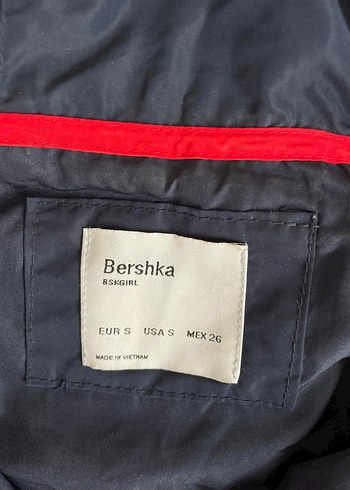 Bershka
BSKGIRL
EUR S USA S MEX 26
MADE IN VIETNAM